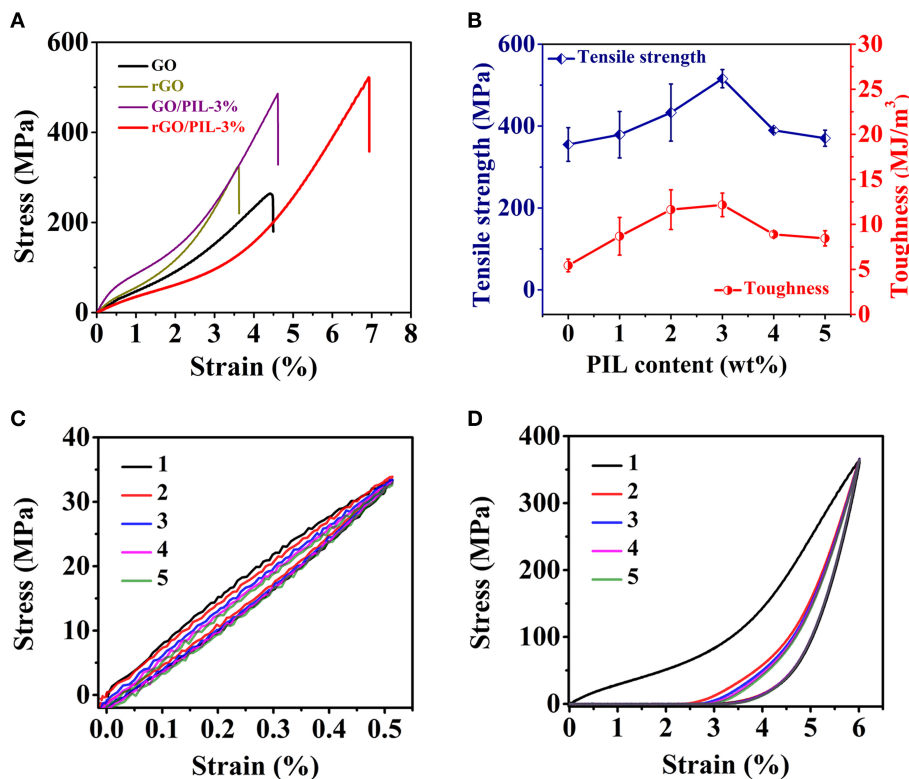 A
600
400
200
0
Stress (MPa)
GO
rGO
GO/PIL-3%
rGO/PIL-3%
0 1 2 3 4 5 6 7 8
Strain (%)
B
600
400
200
0
Tensile strength (MPa)
Tensile strength
Toughness
30
25
20
15
10
5
0
Toughness (MJ/m³)
0 1 2 3 4 5
PIL content (wt%)
C
40
30
20
10
0
Stress (MPa)
1
2
3
4
5
0.0 0.1 0.2 0.3 0.4 0.5
Strain (%)
D
400
300
200
100
0
Stress (MPa)
1
2
3
4
5
0 1 2 3 4 5 6
Strain (%)